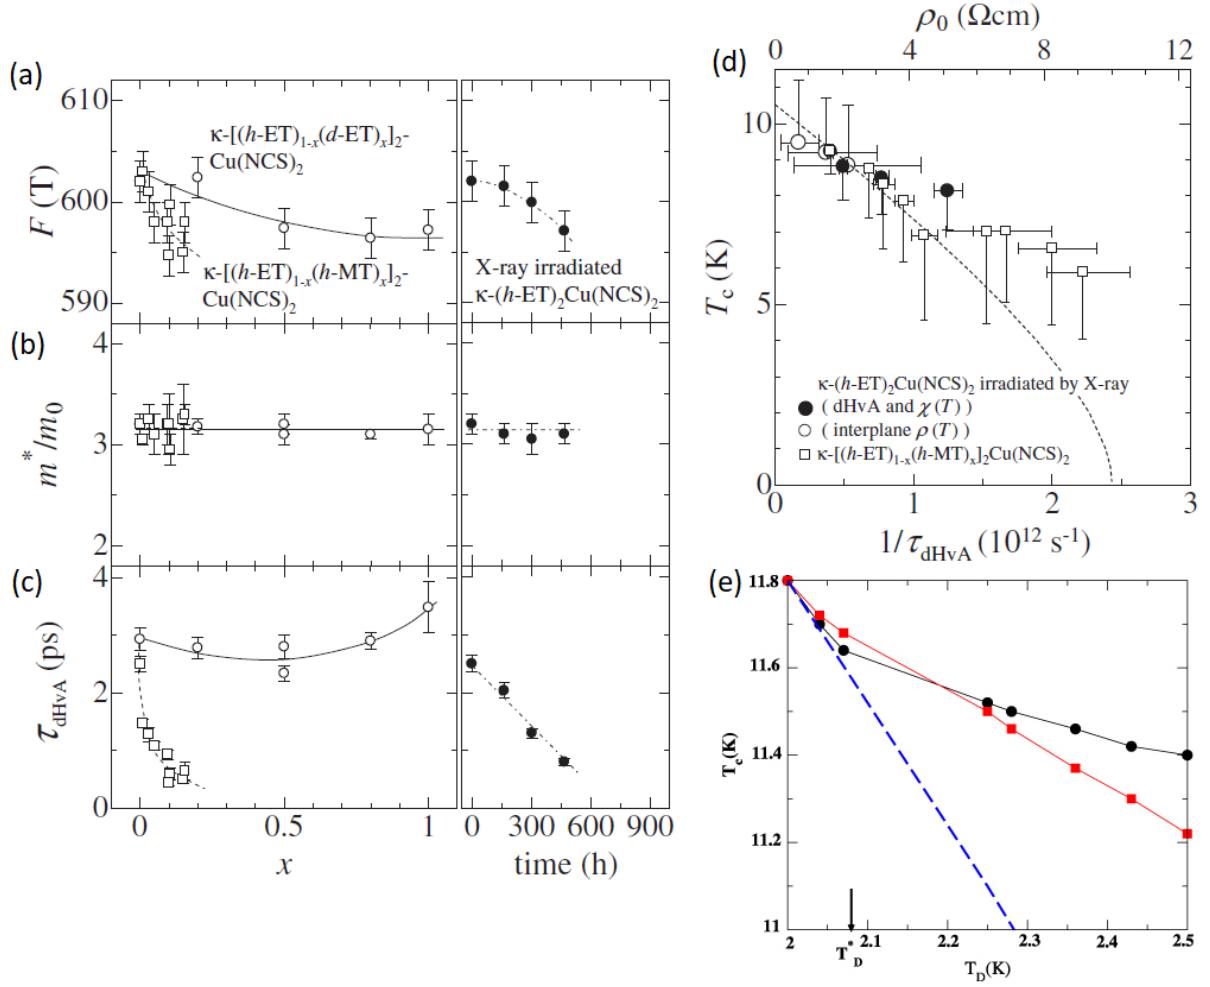 (a)
610
600
590
F (T)
κ-[(h-ET)1-x(d-ET)x]2-
Cu(NCS)2
κ-[(h-ET)1-x(h-MT)x]2-
Cu(NCS)2
X-ray irradiated
κ-(h-ET)2Cu(NCS)2
(b)
4
3
2
m*/m0
(c)
4
2
0
τdHvA (ps)
0 0.5 1
x
0 300 600 900
time (h)
(d)
ρ0 (Ωcm)
0 4 8 12
10
5
0
Tc (K)
κ-(h-ET)2Cu(NCS)2 irradiated by X-ray
( dHvA and χ(T) )
( interplane ρ(T) )
κ-[(h-ET)1-x(h-MT)x]2Cu(NCS)2
0 1 2 3
1/τdHvA (10^12 s^-1)
(e)
11.8
11.6
11.4
11.2
11
Tc(K)
2 2.1 2.2 2.3 2.4 2.5
T*D
TD(K)